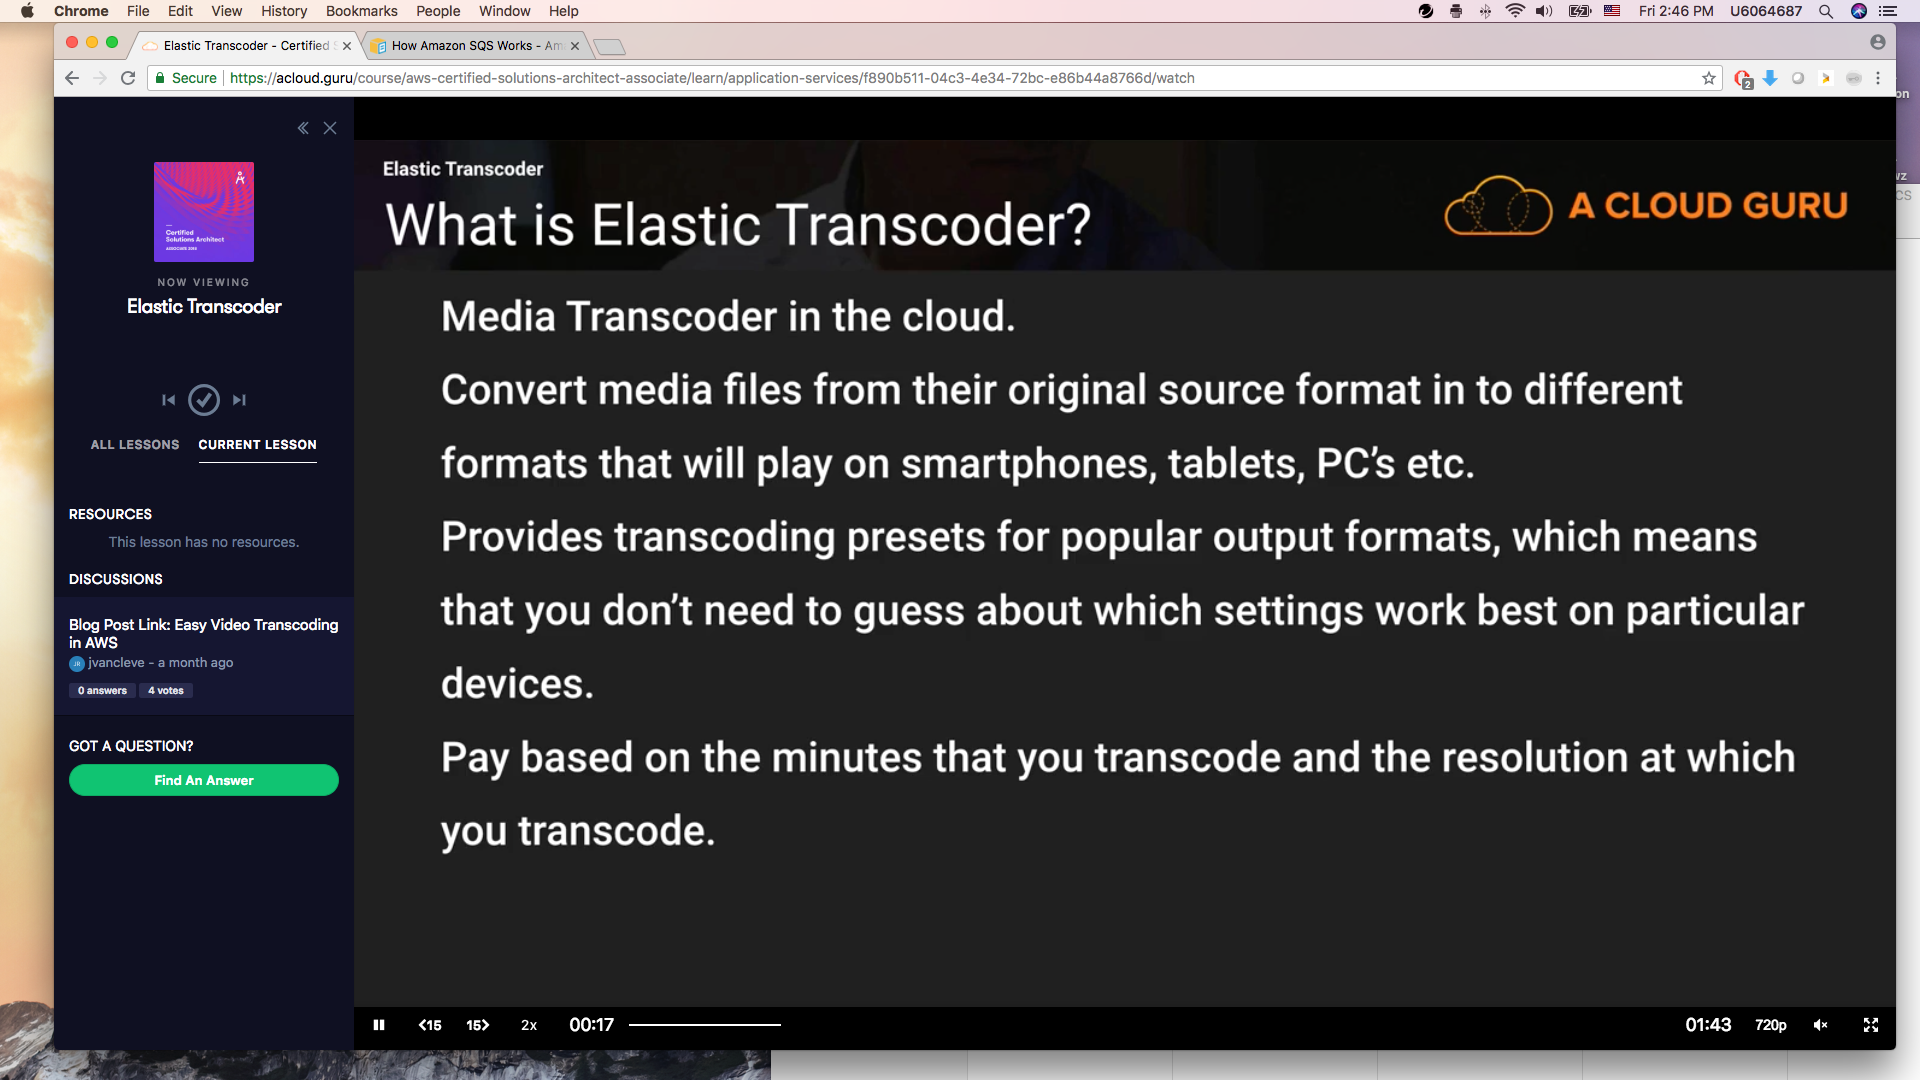 Chrome File Edit View History Bookmarks People Window Help Fri 2:46 PM U6064687
Elastic Transcoder - Certified S How Amazon SQS Works - Am
Secure https://acloud.guru/course/aws-certified-solutions-architect-associate/learn/application-services/f890b511-04c3-4e34-72bc-e86b44a8766d/watch
2
on
wz
CS
Certified
Solutions Architect
NOW VIEWING
Elastic Transcoder
ALL LESSONS CURRENT LESSON
RESOURCES
This lesson has no resources.
DISCUSSIONS
Blog Post Link: Easy Video Transcoding
in AWS
JR jvancleve - a month ago
0 answers 4 votes
GOT A QUESTION?
Find An Answer
Elastic Transcoder
What is Elastic Transcoder?
A CLOUD GURU
Media Transcoder in the cloud.
Convert media files from their original source format in to different
formats that will play on smartphones, tablets, PC’s etc.
Provides transcoding presets for popular output formats, which means
that you don’t need to guess about which settings work best on particular
devices.
Pay based on the minutes that you transcode and the resolution at which
you transcode.
<15 15> 2x 00:17 01:43 720p